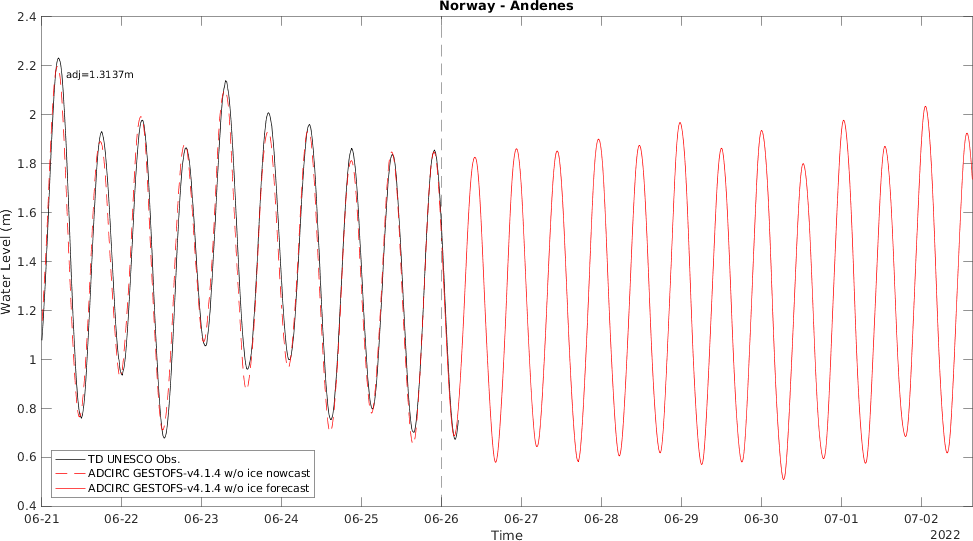 Norway - Andenes
2.4
2.2
2
1.8
1.6
1.4
1.2
1
0.8
0.6
0.4
Water Level (m)
adj=1.3137m
TD UNESCO Obs.
ADCIRC GESTOFS-v4.1.4 w/o ice nowcast
ADCIRC GESTOFS-v4.1.4 w/o ice forecast
06-21 06-22 06-23 06-24 06-25 06-26 06-27 06-28 06-29 06-30 07-01 07-02
2022
Time